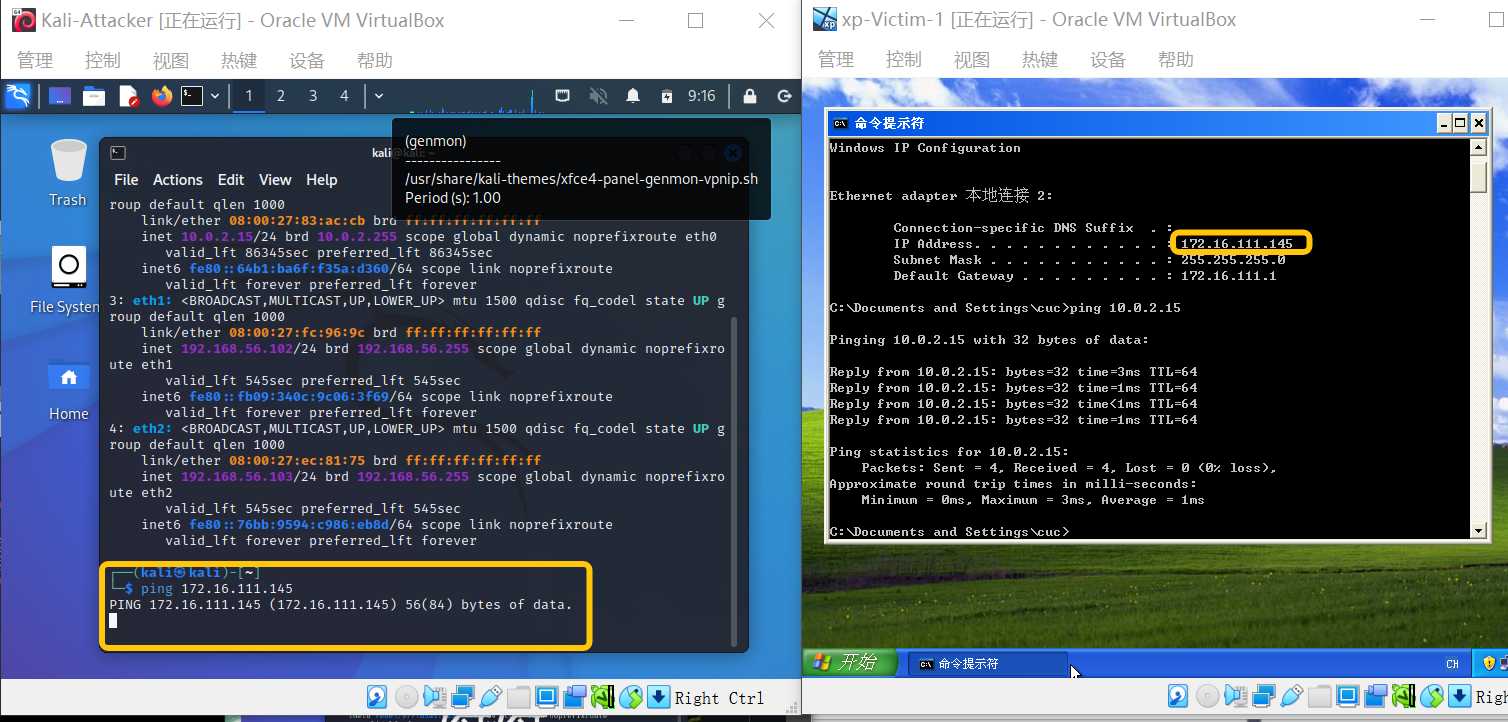 Kali-Attacker [正在运行] - Oracle VM VirtualBox
管理 控制 视图 热键 设备 帮助
1 2 3 4 9:16
(genmon)
----------------
/usr/share/kali-themes/xfce4-panel-genmon-vpnip.sh
Period (s): 1.00
Trash
File System
Home
kali@kali: ~
File Actions Edit View Help
roup default qlen 1000
link/ether 08:00:27:83:ac:cb brd ff:ff:ff:ff:ff:ff
inet 10.0.2.15/24 brd 10.0.2.255 scope global dynamic noprefixroute eth0
valid_lft 86345sec preferred_lft 86345sec
inet6 fe80::64b1:ba6f:f35a:d360/64 scope link noprefixroute
valid_lft forever preferred_lft forever
3: eth1: <BROADCAST,MULTICAST,UP,LOWER_UP> mtu 1500 qdisc fq_codel state UP g
roup default qlen 1000
link/ether 08:00:27:fc:96:9c brd ff:ff:ff:ff:ff:ff
inet 192.168.56.102/24 brd 192.168.56.255 scope global dynamic noprefixro
ute eth1
valid_lft 545sec preferred_lft 545sec
inet6 fe80::fb09:340c:9c06:3f69/64 scope link noprefixroute
valid_lft forever preferred_lft forever
4: eth2: <BROADCAST,MULTICAST,UP,LOWER_UP> mtu 1500 qdisc fq_codel state UP g
roup default qlen 1000
link/ether 08:00:27:ec:81:75 brd ff:ff:ff:ff:ff:ff
inet 192.168.56.103/24 brd 192.168.56.255 scope global dynamic noprefixro
ute eth2
valid_lft 545sec preferred_lft 545sec
inet6 fe80::76bb:9594:c986:eb8d/64 scope link noprefixroute
valid_lft forever preferred_lft forever
┌──(kali㉿kali)-[~]
└─$ ping 172.16.111.145
PING 172.16.111.145 (172.16.111.145) 56(84) bytes of data.
Right Ctrl
xp-Victim-1 [正在运行] - Oracle VM VirtualBox
管理 控制 视图 热键 设备 帮助
命令提示符
Windows IP Configuration
Ethernet adapter 本地连接 2:
Connection-specific DNS Suffix . :
IP Address. . . . . . . . . . . . : 172.16.111.145
Subnet Mask . . . . . . . . . . . : 255.255.255.0
Default Gateway . . . . . . . . . : 172.16.111.1
C:\Documents and Settings\cuc>ping 10.0.2.15
Pinging 10.0.2.15 with 32 bytes of data:
Reply from 10.0.2.15: bytes=32 time=3ms TTL=64
Reply from 10.0.2.15: bytes=32 time=1ms TTL=64
Reply from 10.0.2.15: bytes=32 time<1ms TTL=64
Reply from 10.0.2.15: bytes=32 time=1ms TTL=64
Ping statistics for 10.0.2.15:
Packets: Sent = 4, Received = 4, Lost = 0 (0% loss),
Approximate round trip times in milli-seconds:
Minimum = 0ms, Maximum = 3ms, Average = 1ms
C:\Documents and Settings\cuc>
开始 命令提示符 CH